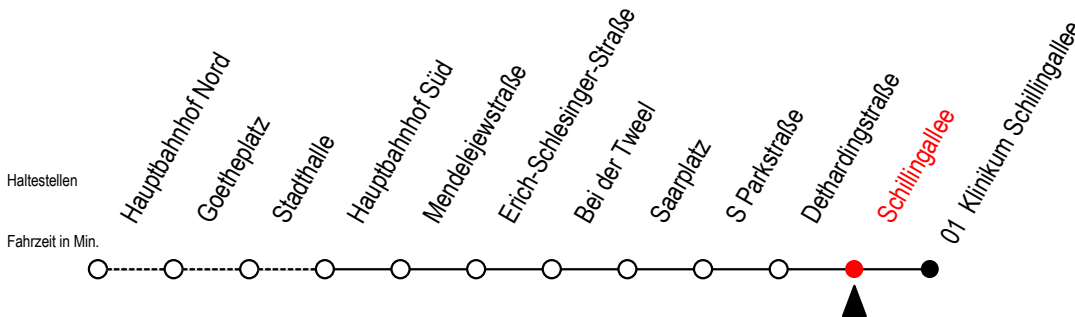 Haltestellen
Fahrzeit in Min.
Hauptbahnhof Nord
Goetheplatz
Stadthalle
Hauptbahnhof Süd
Mendelejewstraße
Erich-Schlesinger-Straße
Bei der Tweel
Saarplatz
S Parkstraße
Dethardingstraße
Schillingallee
01 Klinikum Schillingallee